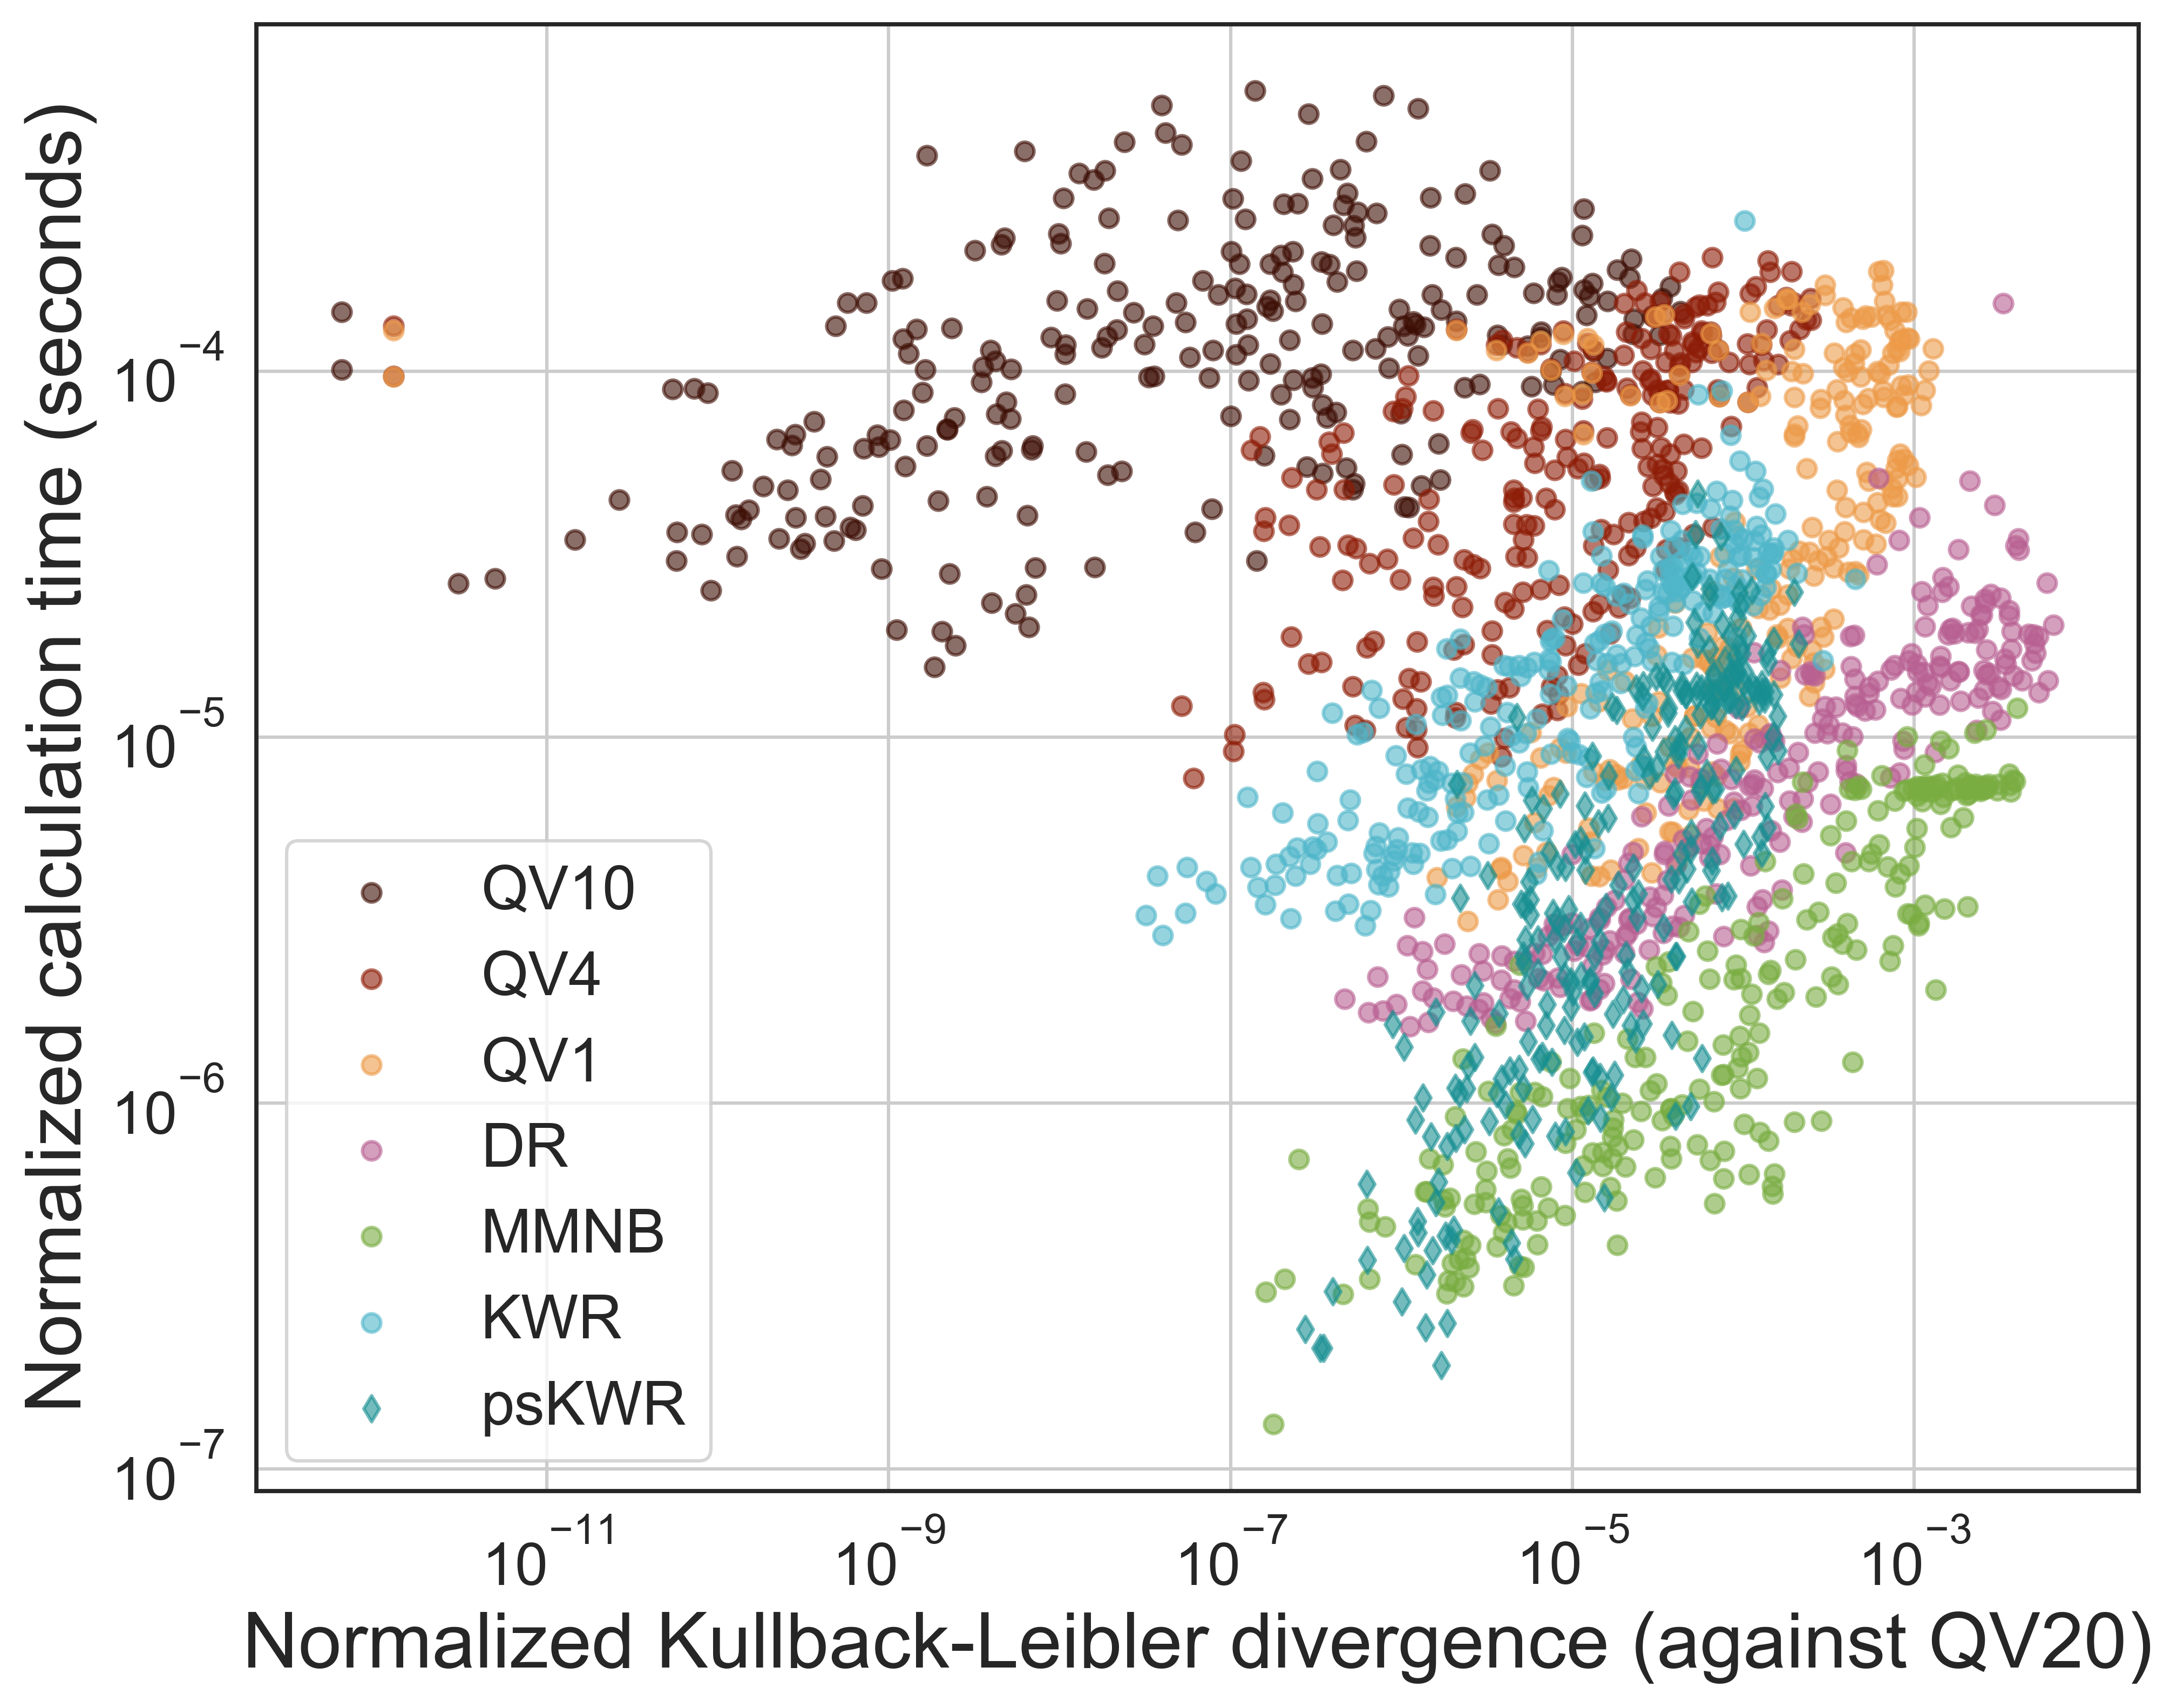 Normalized calculation time (seconds)
10−4
10−5
10−6
10−7
QV10
QV4
QV1
DR
MMNB
KWR
psKWR
10−11
10−9
10−7
10−5
10−3
Normalized Kullback-Leibler divergence (against QV20)